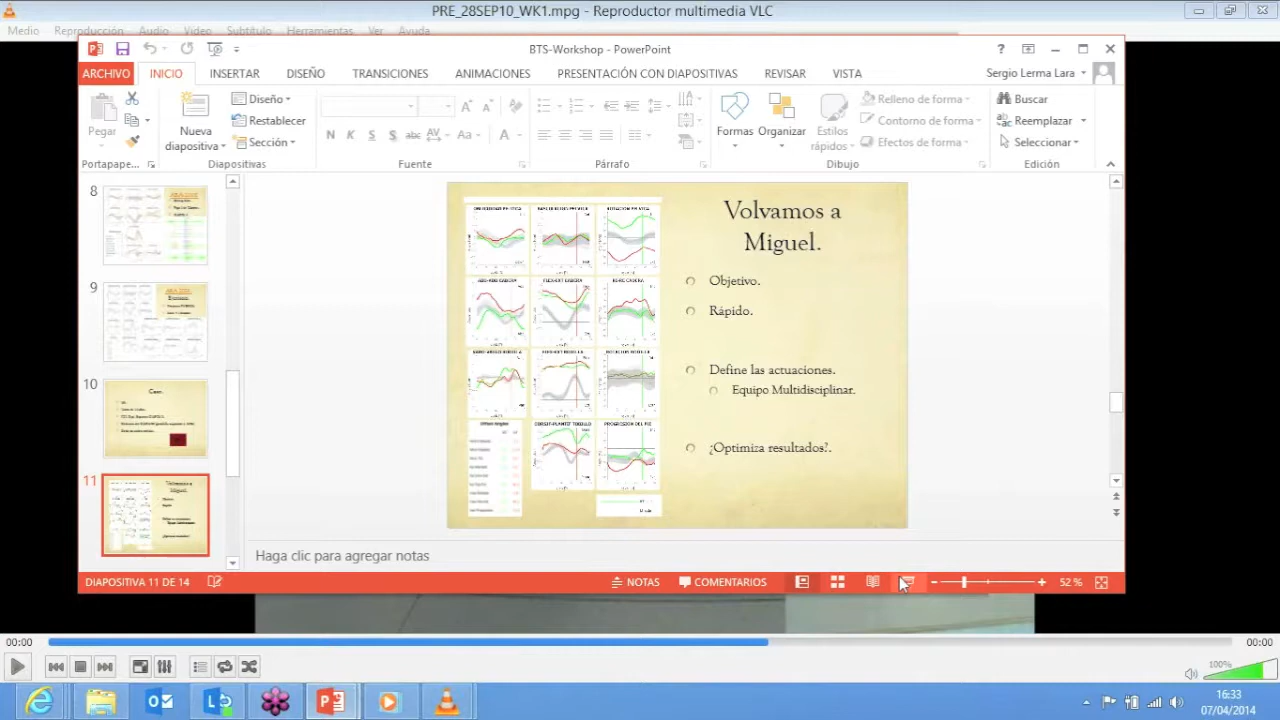 PRE_28SEP10_WK1.mpg - Reproductor multimedia VLC
Medio Reproducción Audio Vídeo Subtítulo Herramientas Ver Ayuda
BTS-Workshop - PowerPoint
ARCHIVO INICIO INSERTAR DISEÑO TRANSICIONES ANIMACIONES PRESENTACIÓN CON DIAPOSITIVAS REVISAR VISTA Sergio Lerma Lara
Pegar
Nueva diapositiva
Diseño
Restablecer
Sección
N K S S abc AV Aa A
Formas Organizar Estilos rápidos
Relleno de forma
Contorno de forma
Efectos de forma
Buscar
Reemplazar
Seleccionar
Portapape... Diapositivas Fuente Párrafo Dibujo Edición
8
9
10
11
Volvamos a
Miguel.
Objetivo.
Rápido.
Define las actuaciones.
Equipo Multidisciplinar.
¿Optimiza resultados?.
Haga clic para agregar notas
DIAPOSITIVA 11 DE 14 NOTAS COMENTARIOS 52 %
00:00 00:00
100%
16:33
07/04/2014